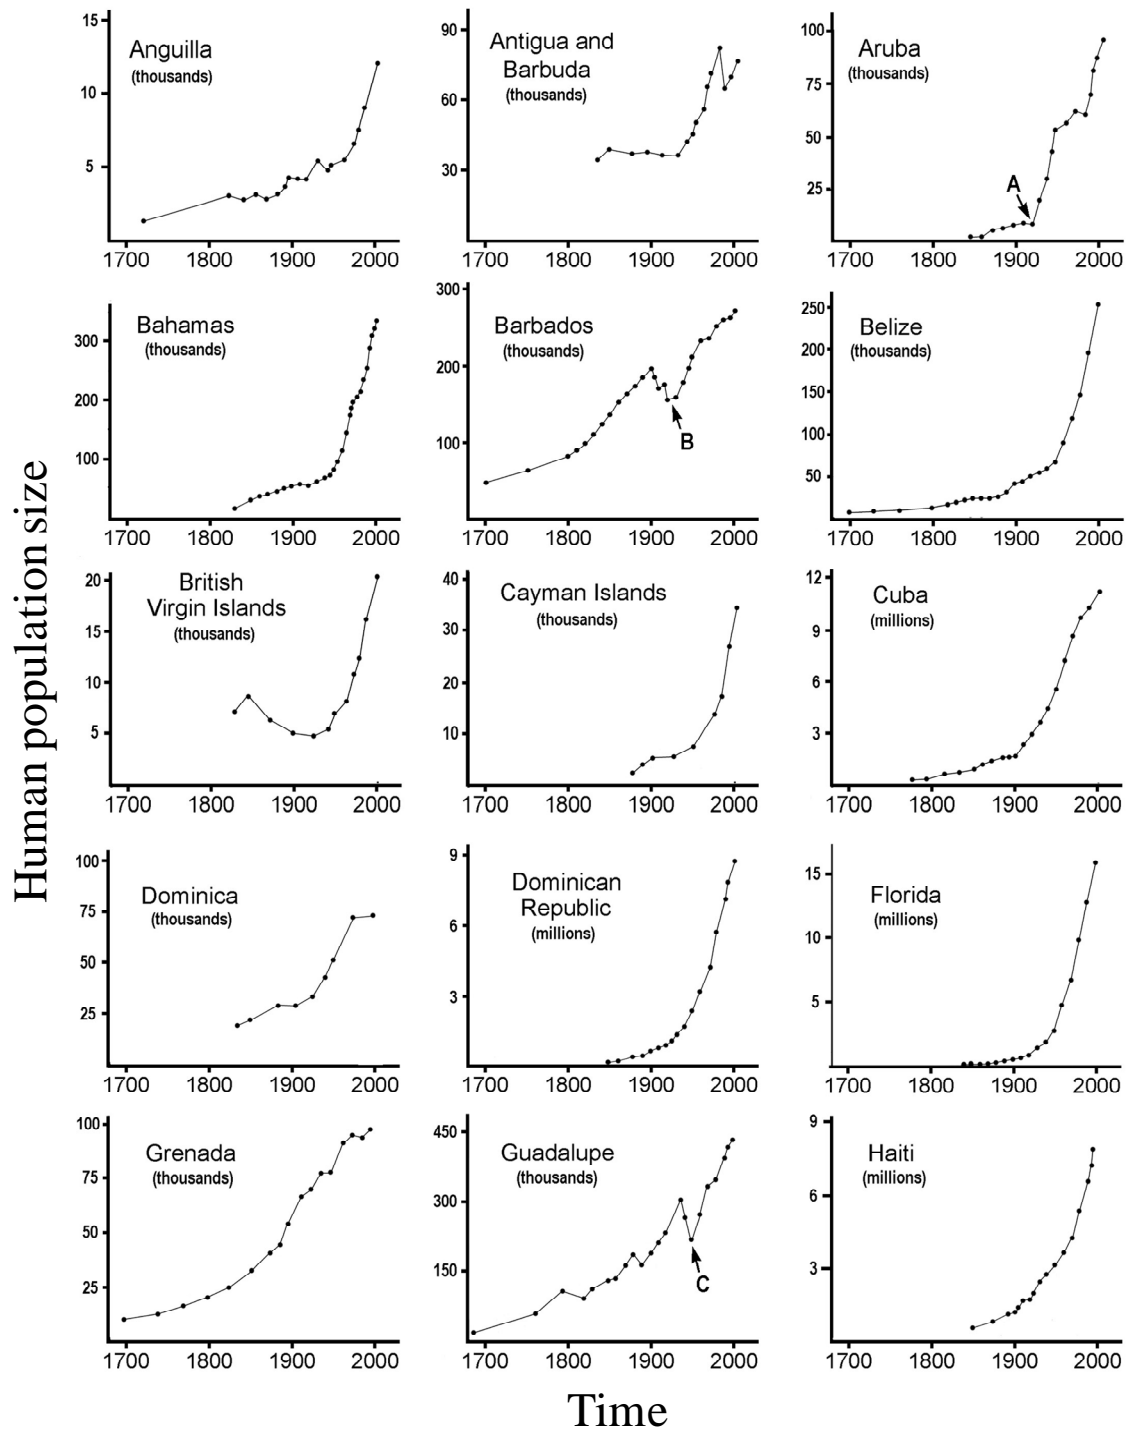 Human population size
15
10
5
Anguilla
(thousands)
1700 1800 1900 2000
90
60
30
Antigua and
Barbuda
(thousands)
1700 1800 1900 2000
100
75
50
25
Aruba
(thousands)
A
1700 1800 1900 2000
300
200
100
Bahamas
(thousands)
1700 1800 1900 2000
300
200
100
Barbados
(thousands)
B
1700 1800 1900 2000
250
200
150
100
50
Belize
(thousands)
1700 1800 1900 2000
20
15
10
5
British
Virgin Islands
(thousands)
1700 1800 1900 2000
40
30
20
10
Cayman Islands
(thousands)
1700 1800 1900 2000
12
9
6
3
Cuba
(millions)
1700 1800 1900 2000
100
75
50
25
Dominica
(thousands)
1700 1800 1900 2000
9
6
3
Dominican
Republic
(millions)
1700 1800 1900 2000
15
10
5
Florida
(millions)
1700 1800 1900 2000
100
75
50
25
Grenada
(thousands)
1700 1800 1900 2000
450
300
150
Guadalupe
(thousands)
C
1700 1800 1900 2000
9
6
3
Haiti
(millions)
1700 1800 1900 2000
Time